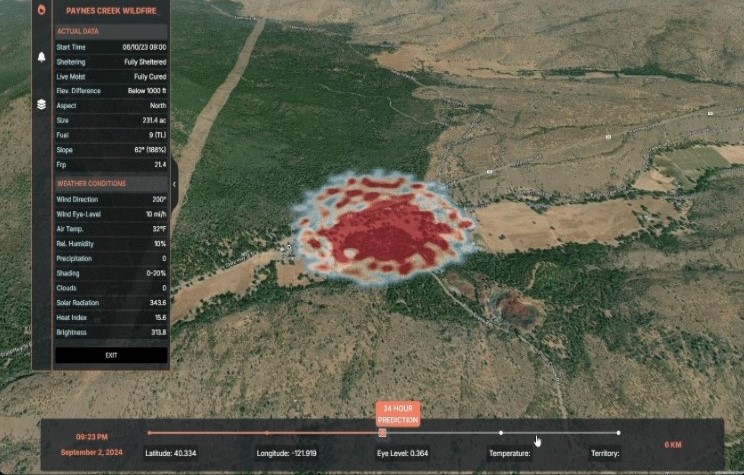 PAYNES CREEK WILDFIRE
ACTUAL DATA
Start Time 06/10/23 09:00
Sheltering Fully Sheltered
Live Moist Fully Cured
Elev. Difference Below 1000 ft
Aspect North
Size 231.4 ac
Fuel 9 (TL)
Slope 62° (188%)
Frp 21.4
WEATHER CONDITIONS
Wind Direction 200°
Wind Eye-Level 10 mi/h
Air Temp. 32°F
Rel. Humidity 10%
Precipitation 0
Shading 0-20%
Clouds 0
Solar Radiation 343.6
Heat Index 15.6
Brightness 313.8
EXIT
24 HOUR
PREDICTION
09:23 PM
September 2, 2024
Latitude: 40.334 Longitude: -121.919 Eye Level: 0.364 Temperature: Territory:
6 KM